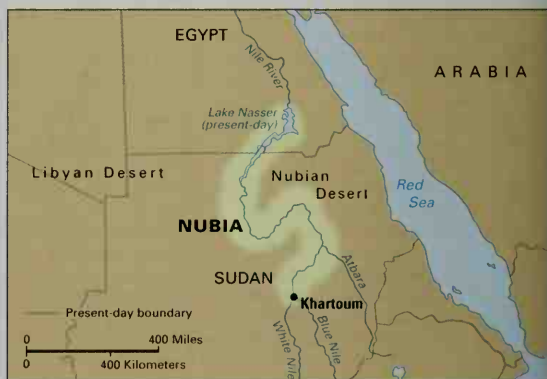 EGYPT
Nile River
ARABIA
Lake Nasser
(present-day)
Libyan Desert
Nubian
Desert
Red
Sea
NUBIA
SUDAN
Atbara
Khartoum
Present-day boundary
White Nile
Blue Nile
0 400 Miles
0 400 Kilometers